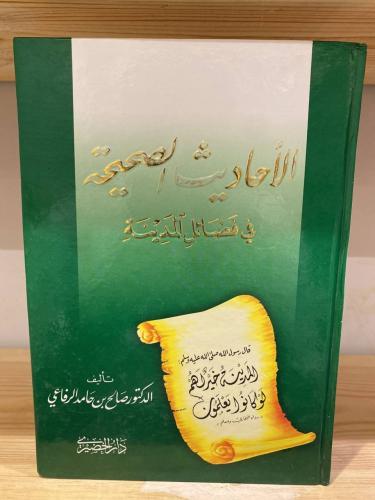 الأحاديث الصحيحة
في فضائل المدينة
قال رسول الله صلى الله عليه وسلم:
المدينة خير لهم
لو كانوا يعلمون
تأليف
الدكتور صالح بن حامد الرفاعي
دار الخضيري